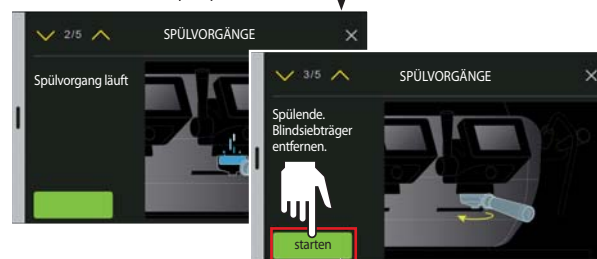 2/5
SPÜLVORGÄNGE
Spülvorgang läuft
3/5
SPÜLVORGÄNGE
Spülende.
Blindsiebträger
entfernen.
starten